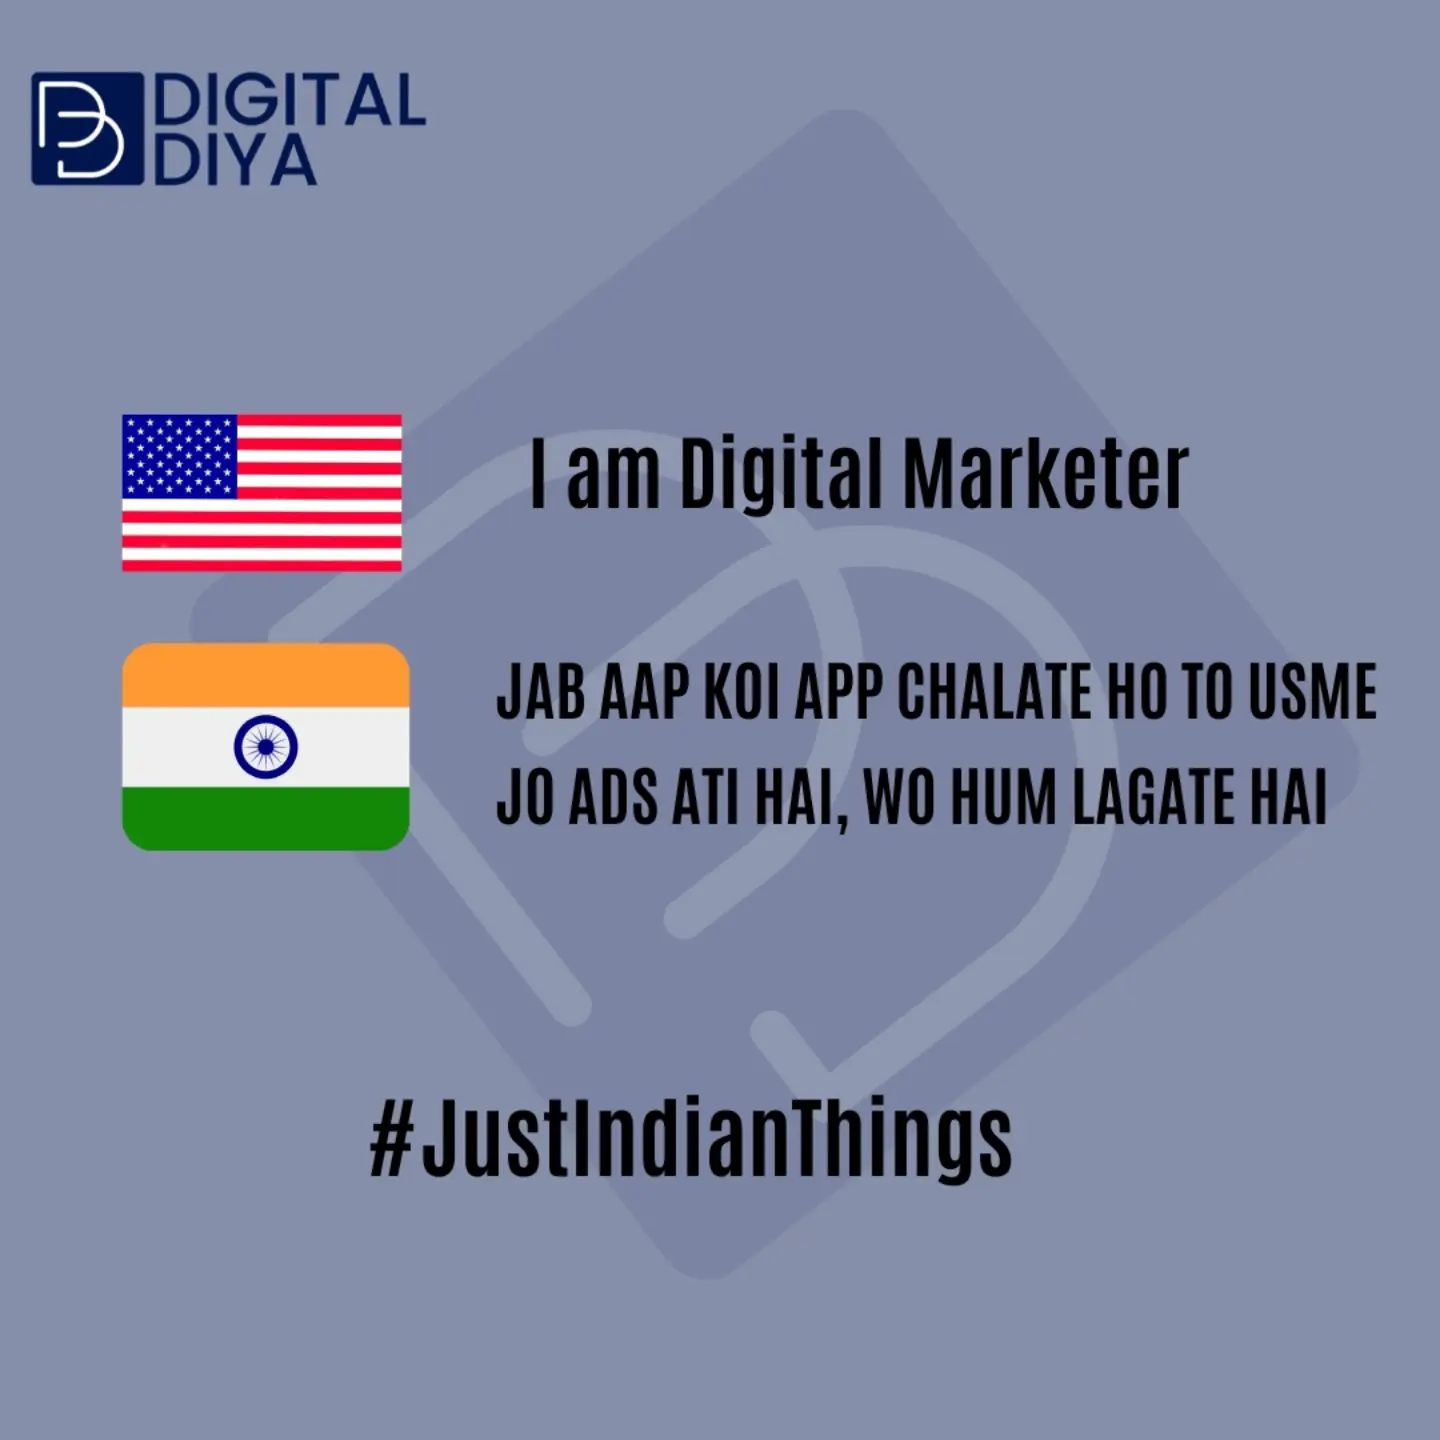 DIGITAL
DIYA
I am Digital Marketer
JAB AAP KOI APP CHALATE HO TO USME
JO ADS ATI HAI, WO HUM LAGATE HAI
#JustIndianThings